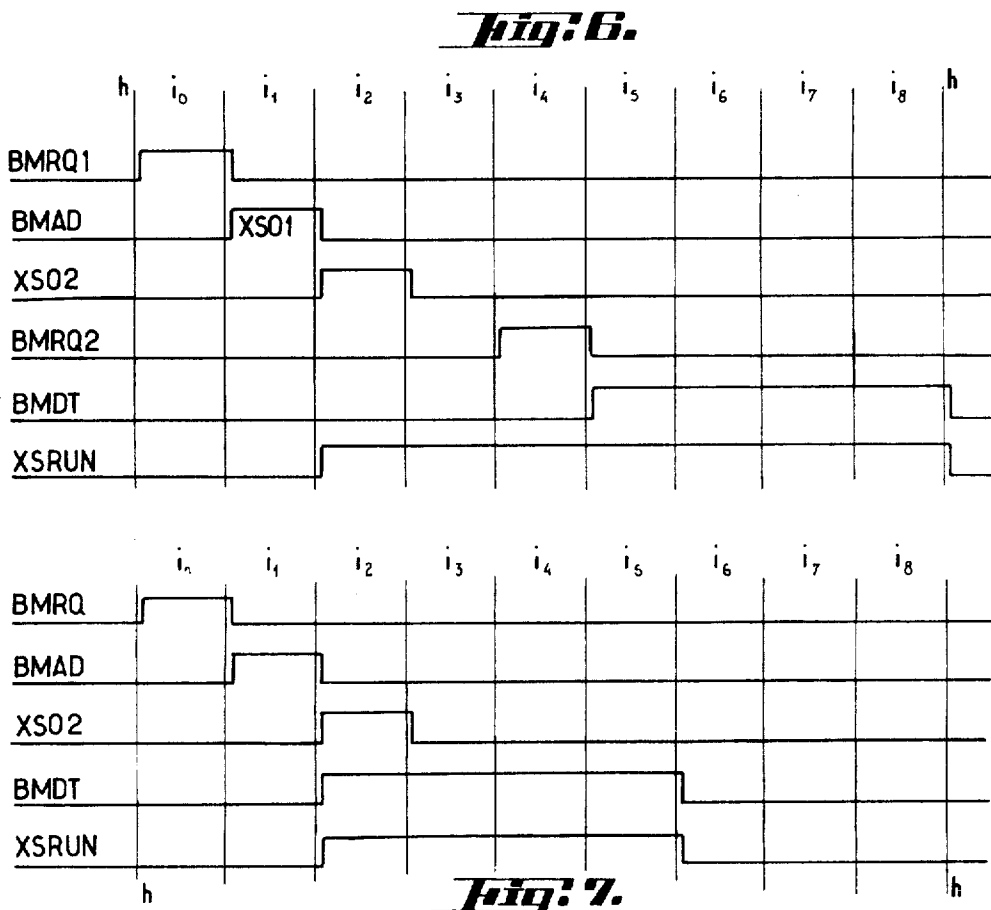 Fig: 6.
h i₀ i₁ i₂ i₃ i₄ i₅ i₆ i₇ i₈ h
BMRQ1
BMAD XS01
XS02
BMRQ2
BMDT
XSRUN
i₀ i₁ i₂ i₃ i₄ i₅ i₆ i₇ i₈
BMRQ
BMAD
XS02
BMDT
XSRUN
h Fig: 7. h